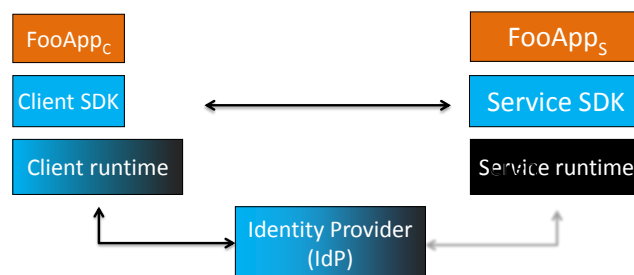 FooAppC
FooAppS
Client SDK
Service SDK
Client runtime
Service runtime
Identity Provider
(IdP)